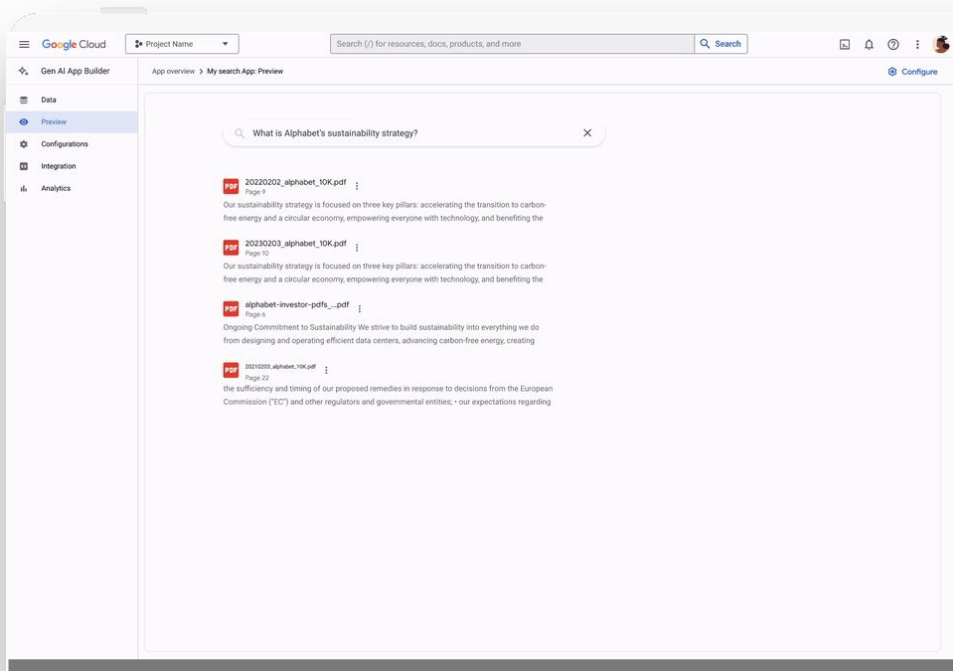 Google Cloud
Project Name
Search (/) for resources, docs, products, and more
Search
Gen AI App Builder
App overview > My search App: Preview
Configure
Data
Preview
Configurations
Integration
Analytics
What is Alphabet's sustainability strategy?
PDF
20220202_alphabet_10K.pdf
Page 9
Our sustainability strategy is focused on three key pillars: accelerating the transition to carbon-
free energy and a circular economy, empowering everyone with technology, and benefiting the
PDF
20230203_alphabet_10K.pdf
Page 10
Our sustainability strategy is focused on three key pillars: accelerating the transition to carbon-
free energy and a circular economy, empowering everyone with technology, and benefiting the
PDF
alphabet-investor-pdfs_...pdf
Page 6
Ongoing Commitment to Sustainability We strive to build sustainability into everything we do
from designing and operating efficient data centers, advancing carbon-free energy, creating
PDF
20210203_alphabet_10K.pdf
Page 22
the sufficiency and timing of our proposed remedies in response to decisions from the European
Commission ("EC") and other regulators and governmental entities; • our expectations regarding